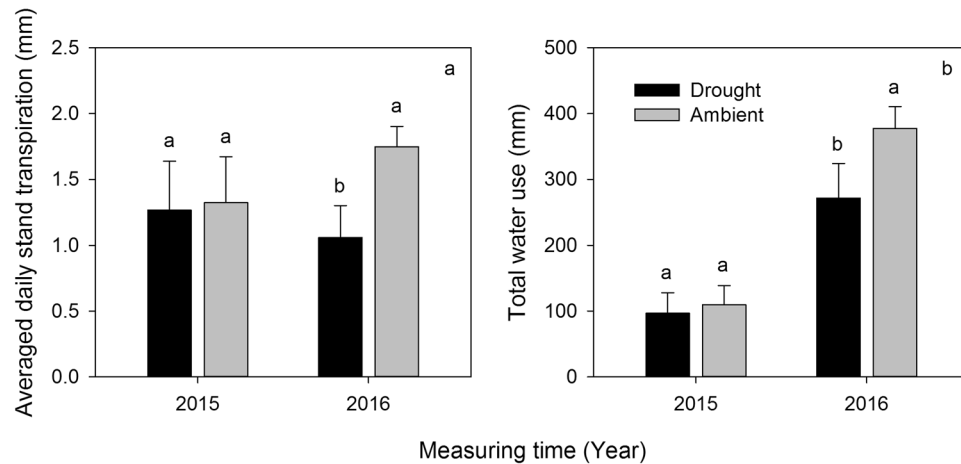 Averaged daily stand transpiration (mm)
2.5
2.0
1.5
1.0
0.5
0.0
a
a
a
b
a
2015
2016
Total water use (mm)
500
400
300
200
100
0
b
Drought
Ambient
a
a
b
a
2015
2016
Measuring time (Year)